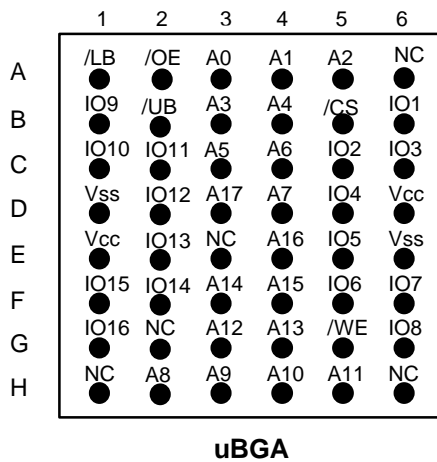 1 2 3 4 5 6
A /LB /OE A0 A1 A2 NC
B IO9 /UB A3 A4 /CS IO1
C IO10 IO11 A5 A6 IO2 IO3
D Vss IO12 A17 A7 IO4 Vcc
E Vcc IO13 NC A16 IO5 Vss
F IO15 IO14 A14 A15 IO6 IO7
G IO16 NC A12 A13 /WE IO8
H NC A8 A9 A10 A11 NC
uBGA